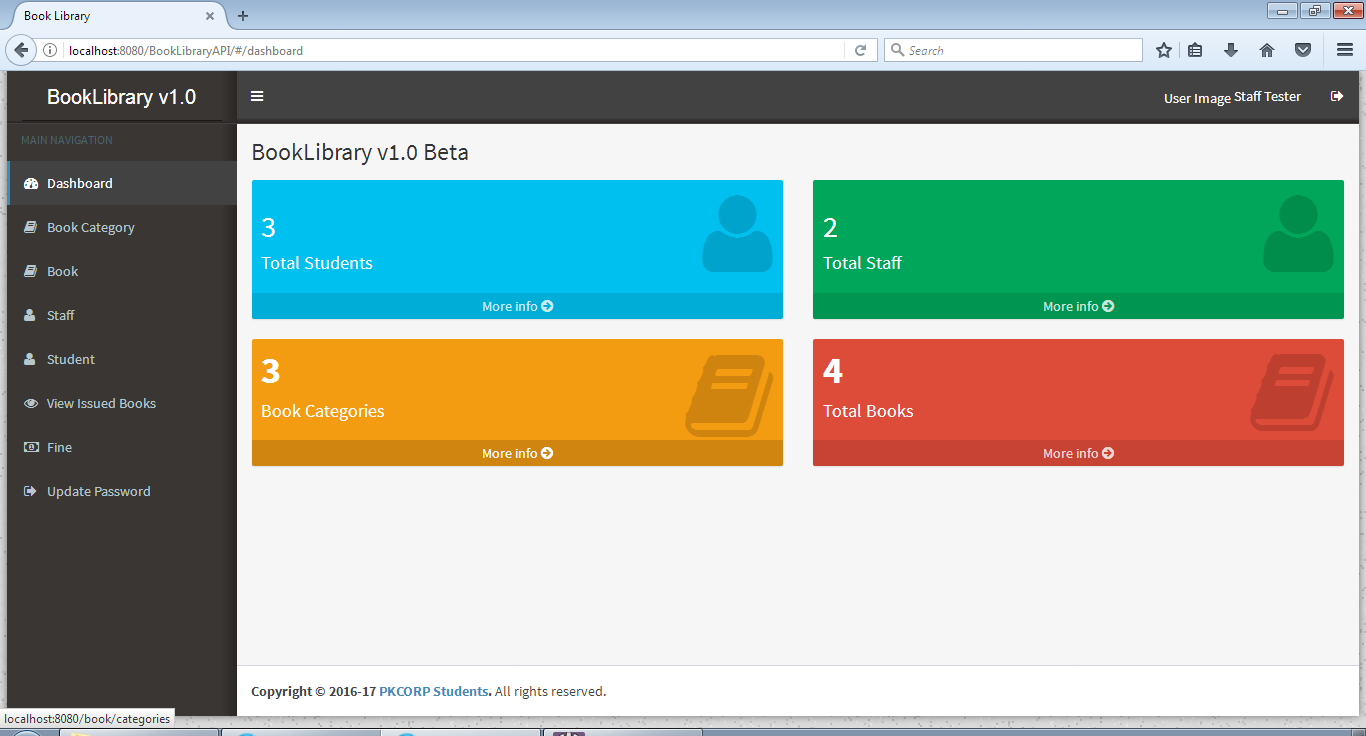 Book Library
localhost:8080/BookLibraryAPI/#/dashboard
Search
BookLibrary v1.0
User Image Staff Tester
MAIN NAVIGATION
Dashboard
Book Category
Book
Staff
Student
View Issued Books
Fine
Update Password
BookLibrary v1.0 Beta
3
Total Students
More info
2
Total Staff
More info
3
Book Categories
More info
4
Total Books
More info
Copyright © 2016-17 PKCORP Students. All rights reserved.
localhost:8080/book/categories